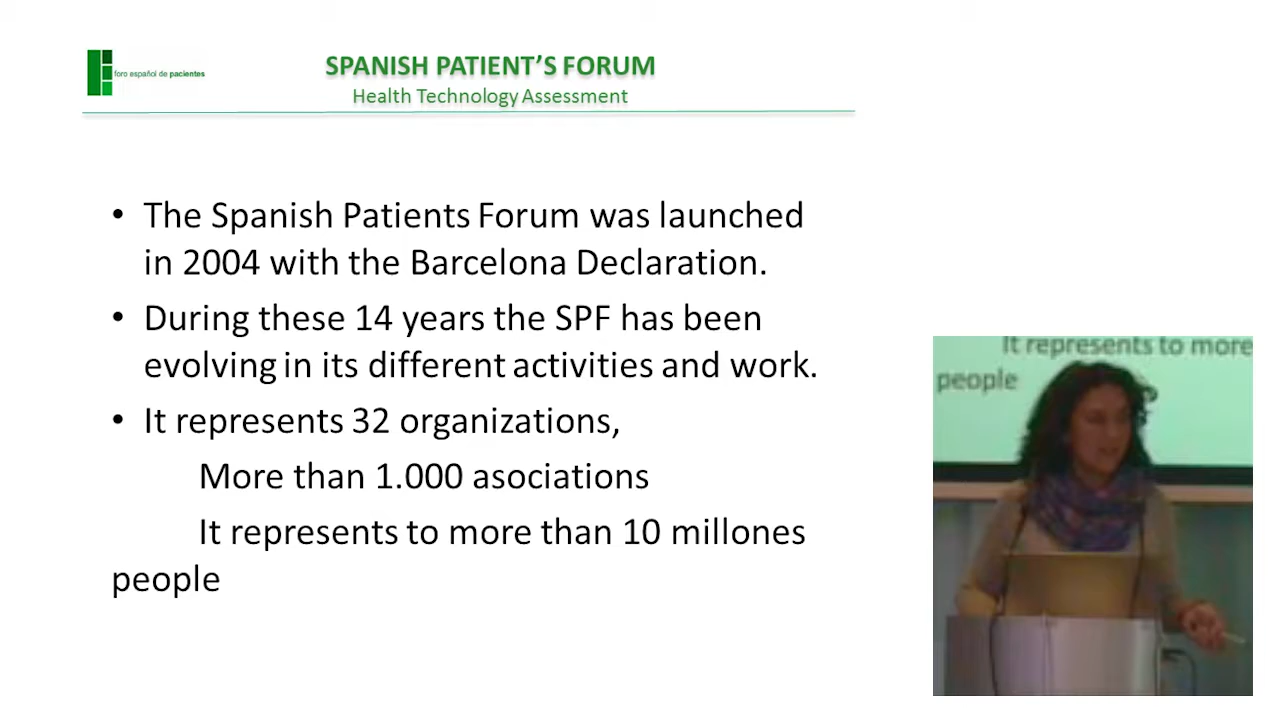 foro español de pacientes
SPANISH PATIENT'S FORUM
Health Technology Assessment
• The Spanish Patients Forum was launched
in 2004 with the Barcelona Declaration.
• During these 14 years the SPF has been
evolving in its different activities and work.
• It represents 32 organizations,
More than 1.000 asociations
It represents to more than 10 millones
people
It represents to more
people